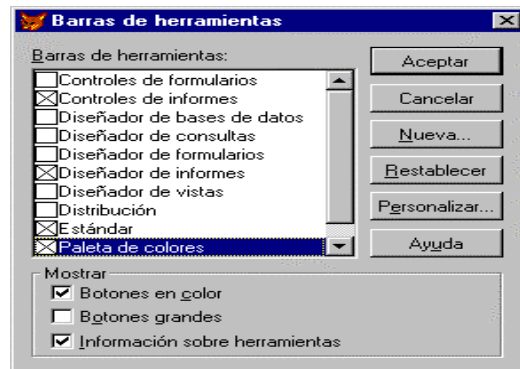 Barras de herramientas
Barras de herramientas:
Controles de formularios
Controles de informes
Diseñador de bases de datos
Diseñador de consultas
Diseñador de formularios
Diseñador de informes
Diseñador de vistas
Distribución
Estándar
Paleta de colores
Aceptar
Cancelar
Nueva...
Restablecer
Personalizar...
Ayuda
Mostrar
Botones en color
Botones grandes
Información sobre herramientas